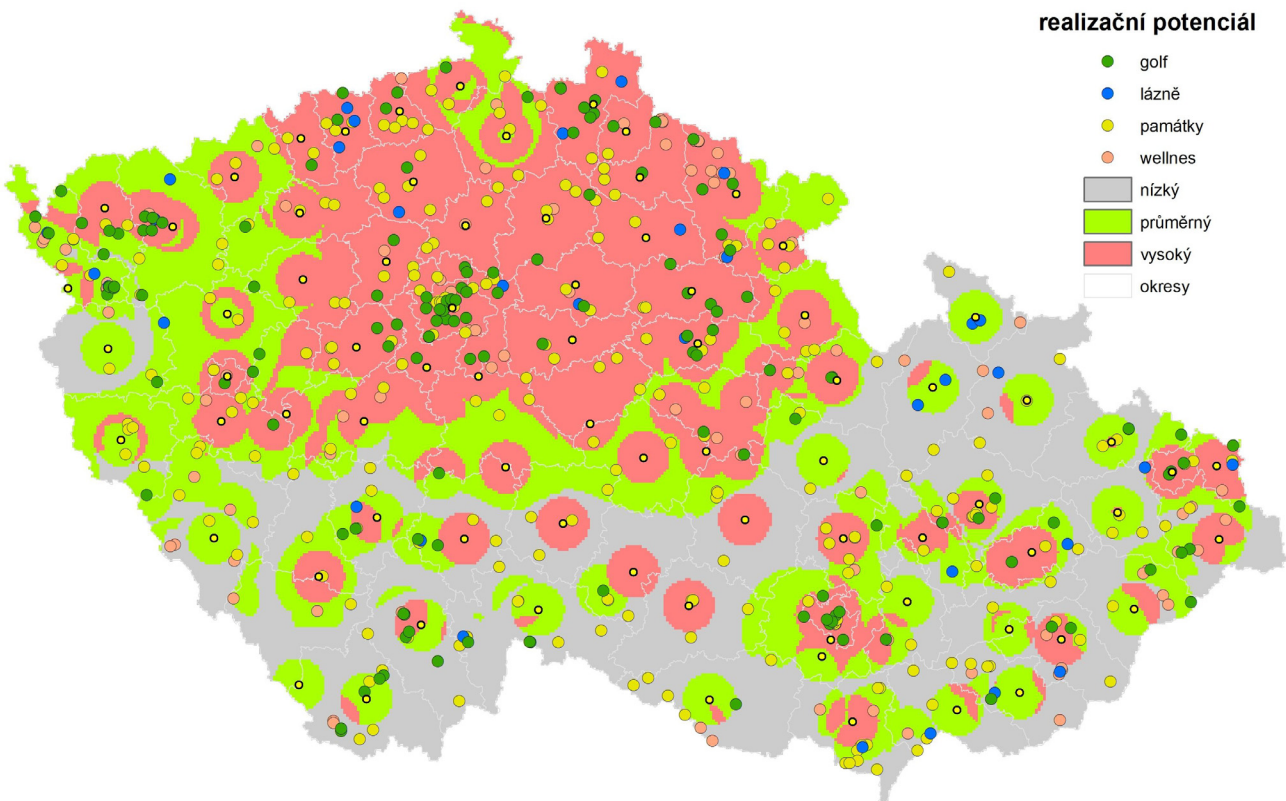 realizační potenciál
golf
lázně
památky
wellnes
nízký
průměrný
vysoký
okresy